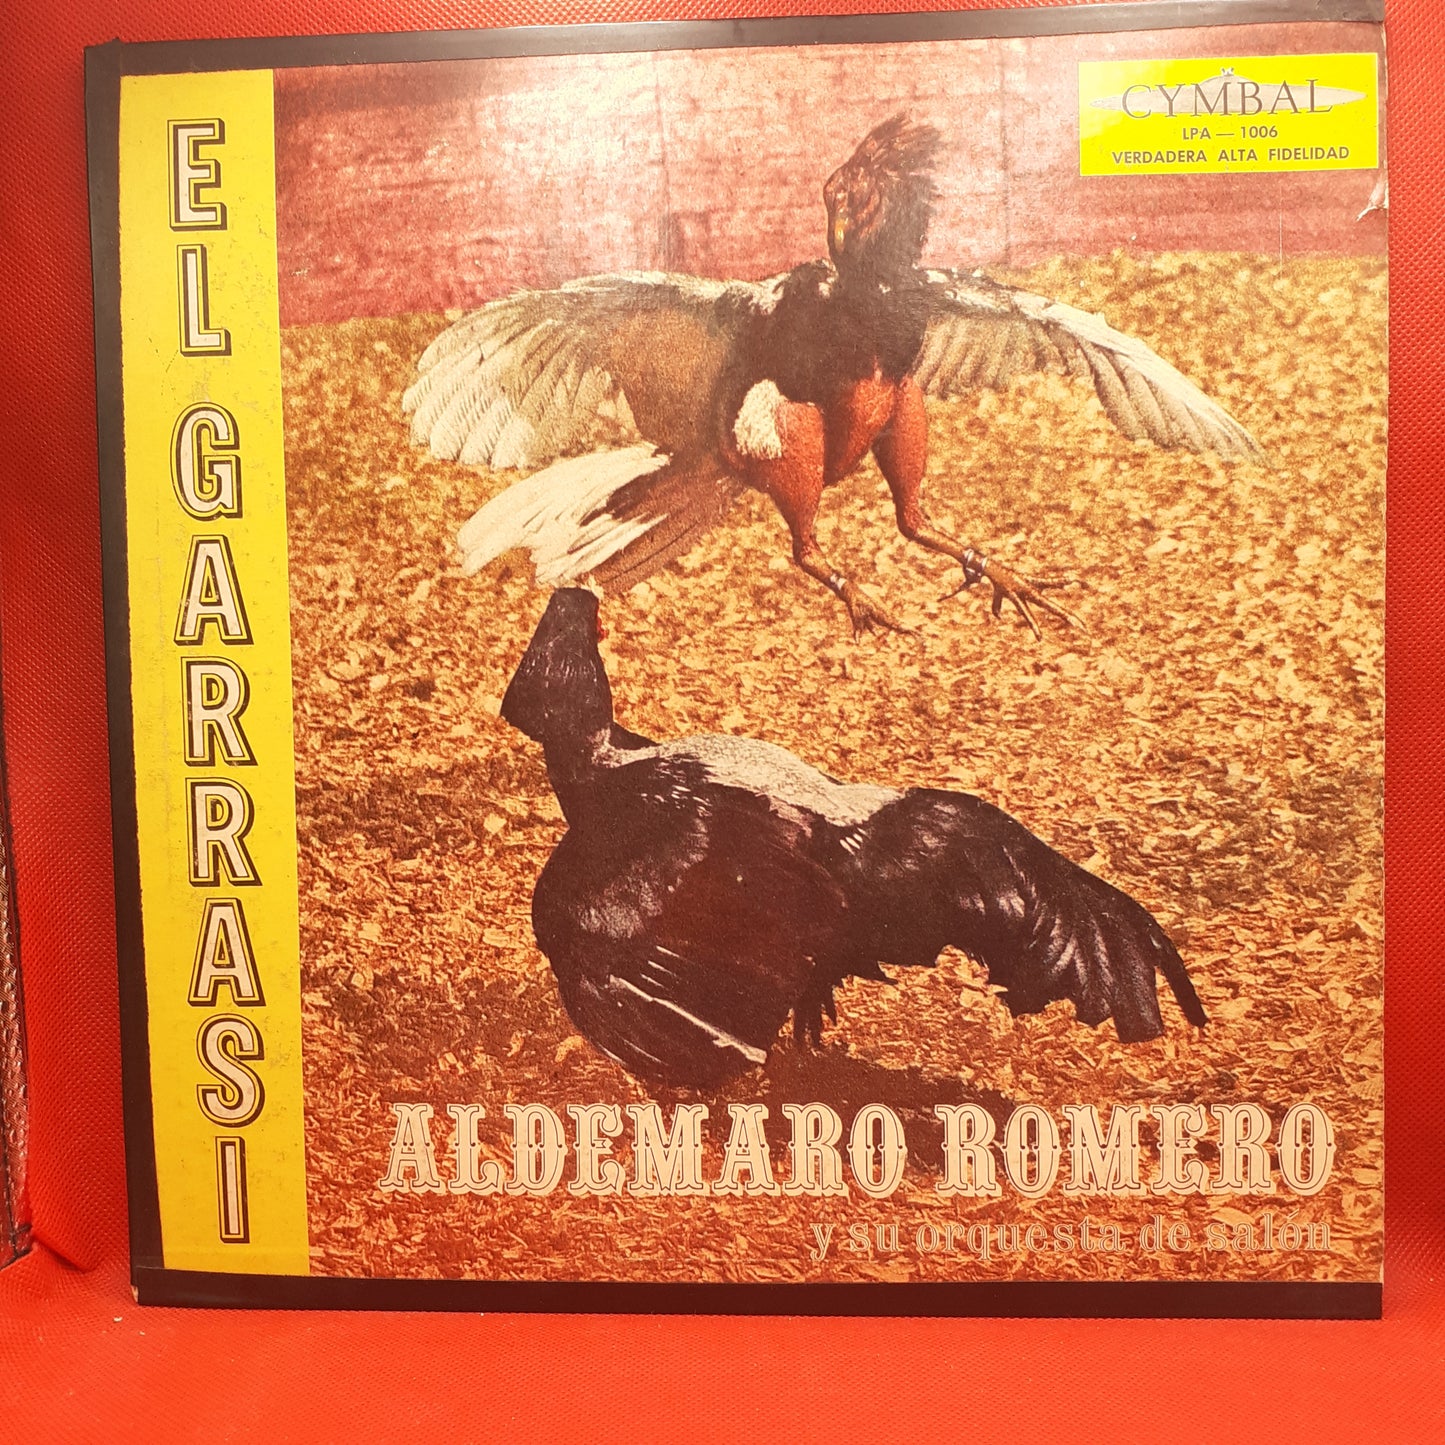 EL GARRASI
CYMBAL
LPA — 1006
VERDADERA ALTA FIDELIDAD
ALDEMARO ROMERO
y su orquesta de salón